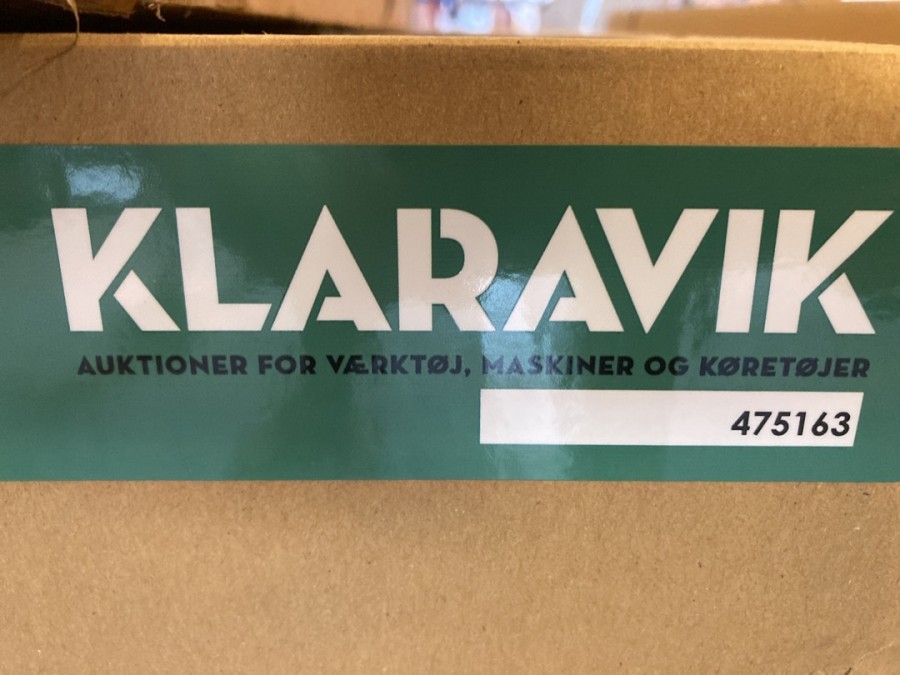 KLARAVIK
AUKTIONER FOR VÆRKTØJ, MASKINER OG KØRETØJER
475163